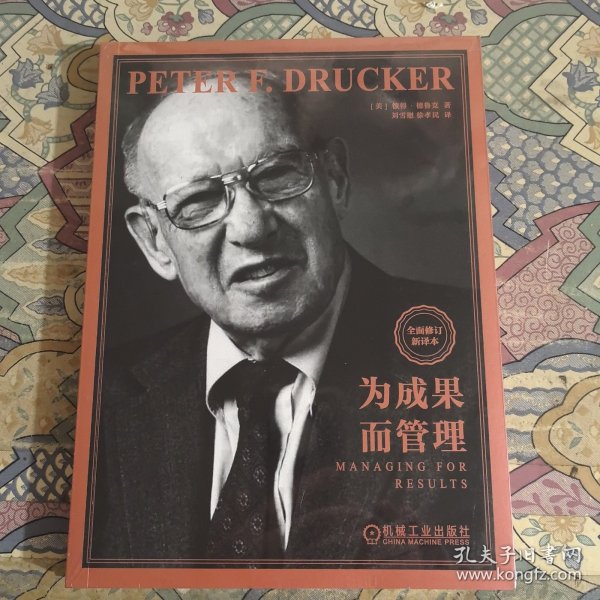 PETER F. DRUCKER
[美] 彼得·德鲁克 著
刘雪慰 徐孝民 译
全面修订
新译本
为成果
而管理
MANAGING FOR
RESULTS
机械工业出版社
CHINA MACHINE PRESS
孔夫子旧书网
www.kongfz.com